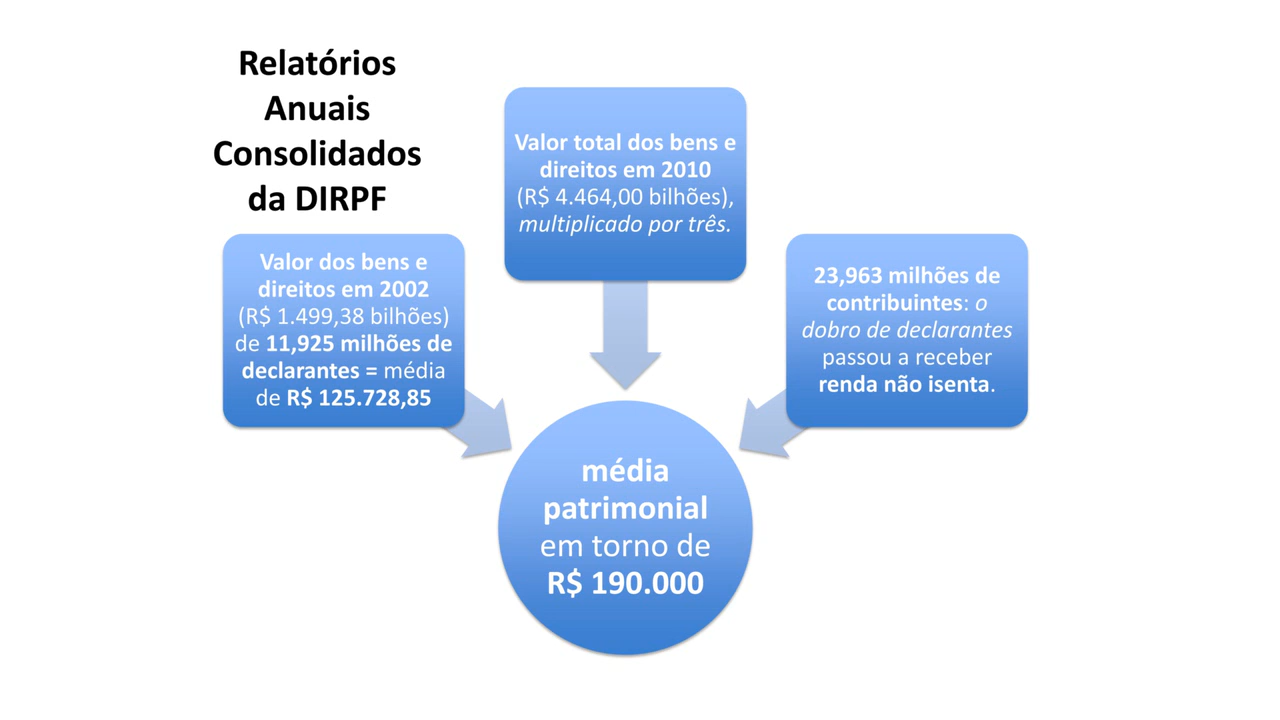 Relatórios
Anuais
Consolidados
da DIRPF
Valor dos bens e
direitos em 2002
(R$ 1.499,38 bilhões)
de 11,925 milhões de
declarantes = média
de R$ 125.728,85
Valor total dos bens e
direitos em 2010
(R$ 4.464,00 bilhões),
multiplicado por três.
23,963 milhões de
contribuintes: o
dobro de declarantes
passou a receber
renda não isenta.
média
patrimonial
em torno de
R$ 190.000